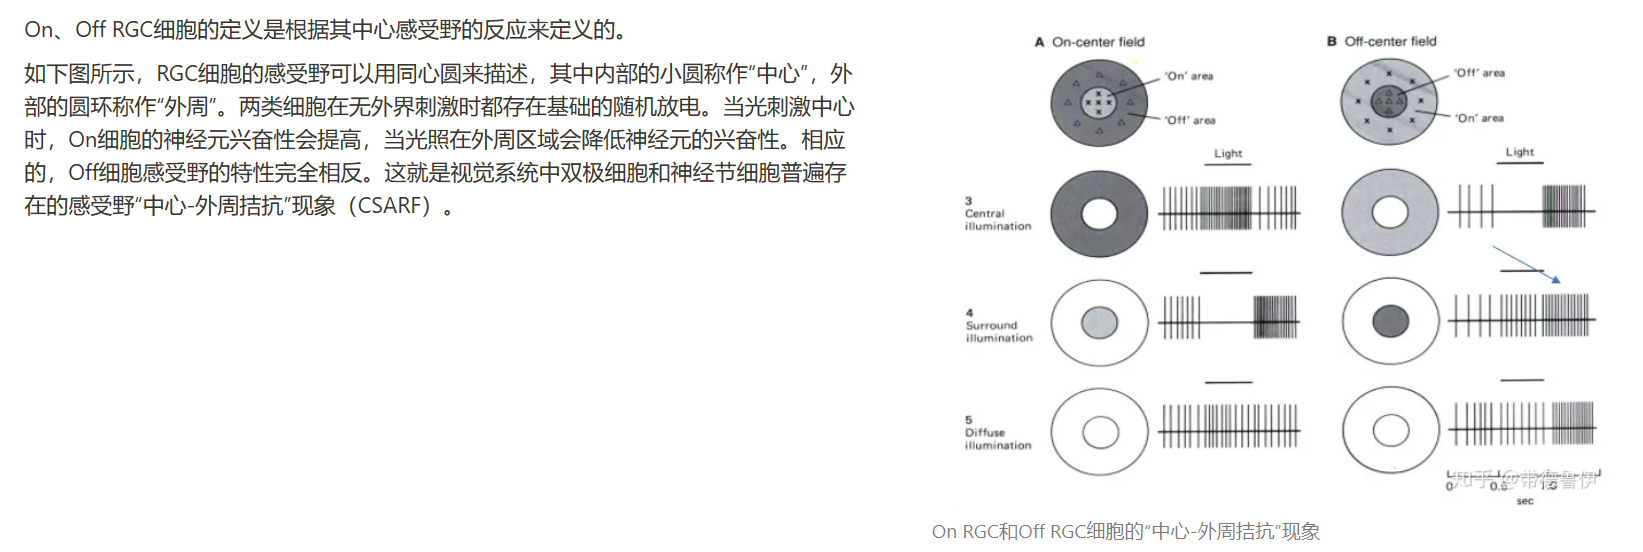 On、Off RGC细胞的定义是根据其中心感受野的反应来定义的。
如下图所示，RGC细胞的感受野可以用同心圆来描述，其中内部的小圆称作“中心”，外
部的圆环称作“外周”。两类细胞在无外界刺激时都存在基础的随机放电。当光刺激中心
时，On细胞的神经元兴奋性会提高，当光照在外周区域会降低神经元的兴奋性。相应
的，Off细胞感受野的特性完全相反。这就是视觉系统中双极细胞和神经节细胞普遍存
在的感受野“中心-外周拮抗”现象（CSARF）。
A On-center field
'On' area
'Off' area
Light
B Off-center field
'Off' area
'On' area
Light
3
Central
illumination
4
Surround
illumination
5
Diffuse
illumination
0 0.5 1.5
sec
知乎 @带德鲁伊
On RGC和Off RGC细胞的“中心-外周拮抗”现象